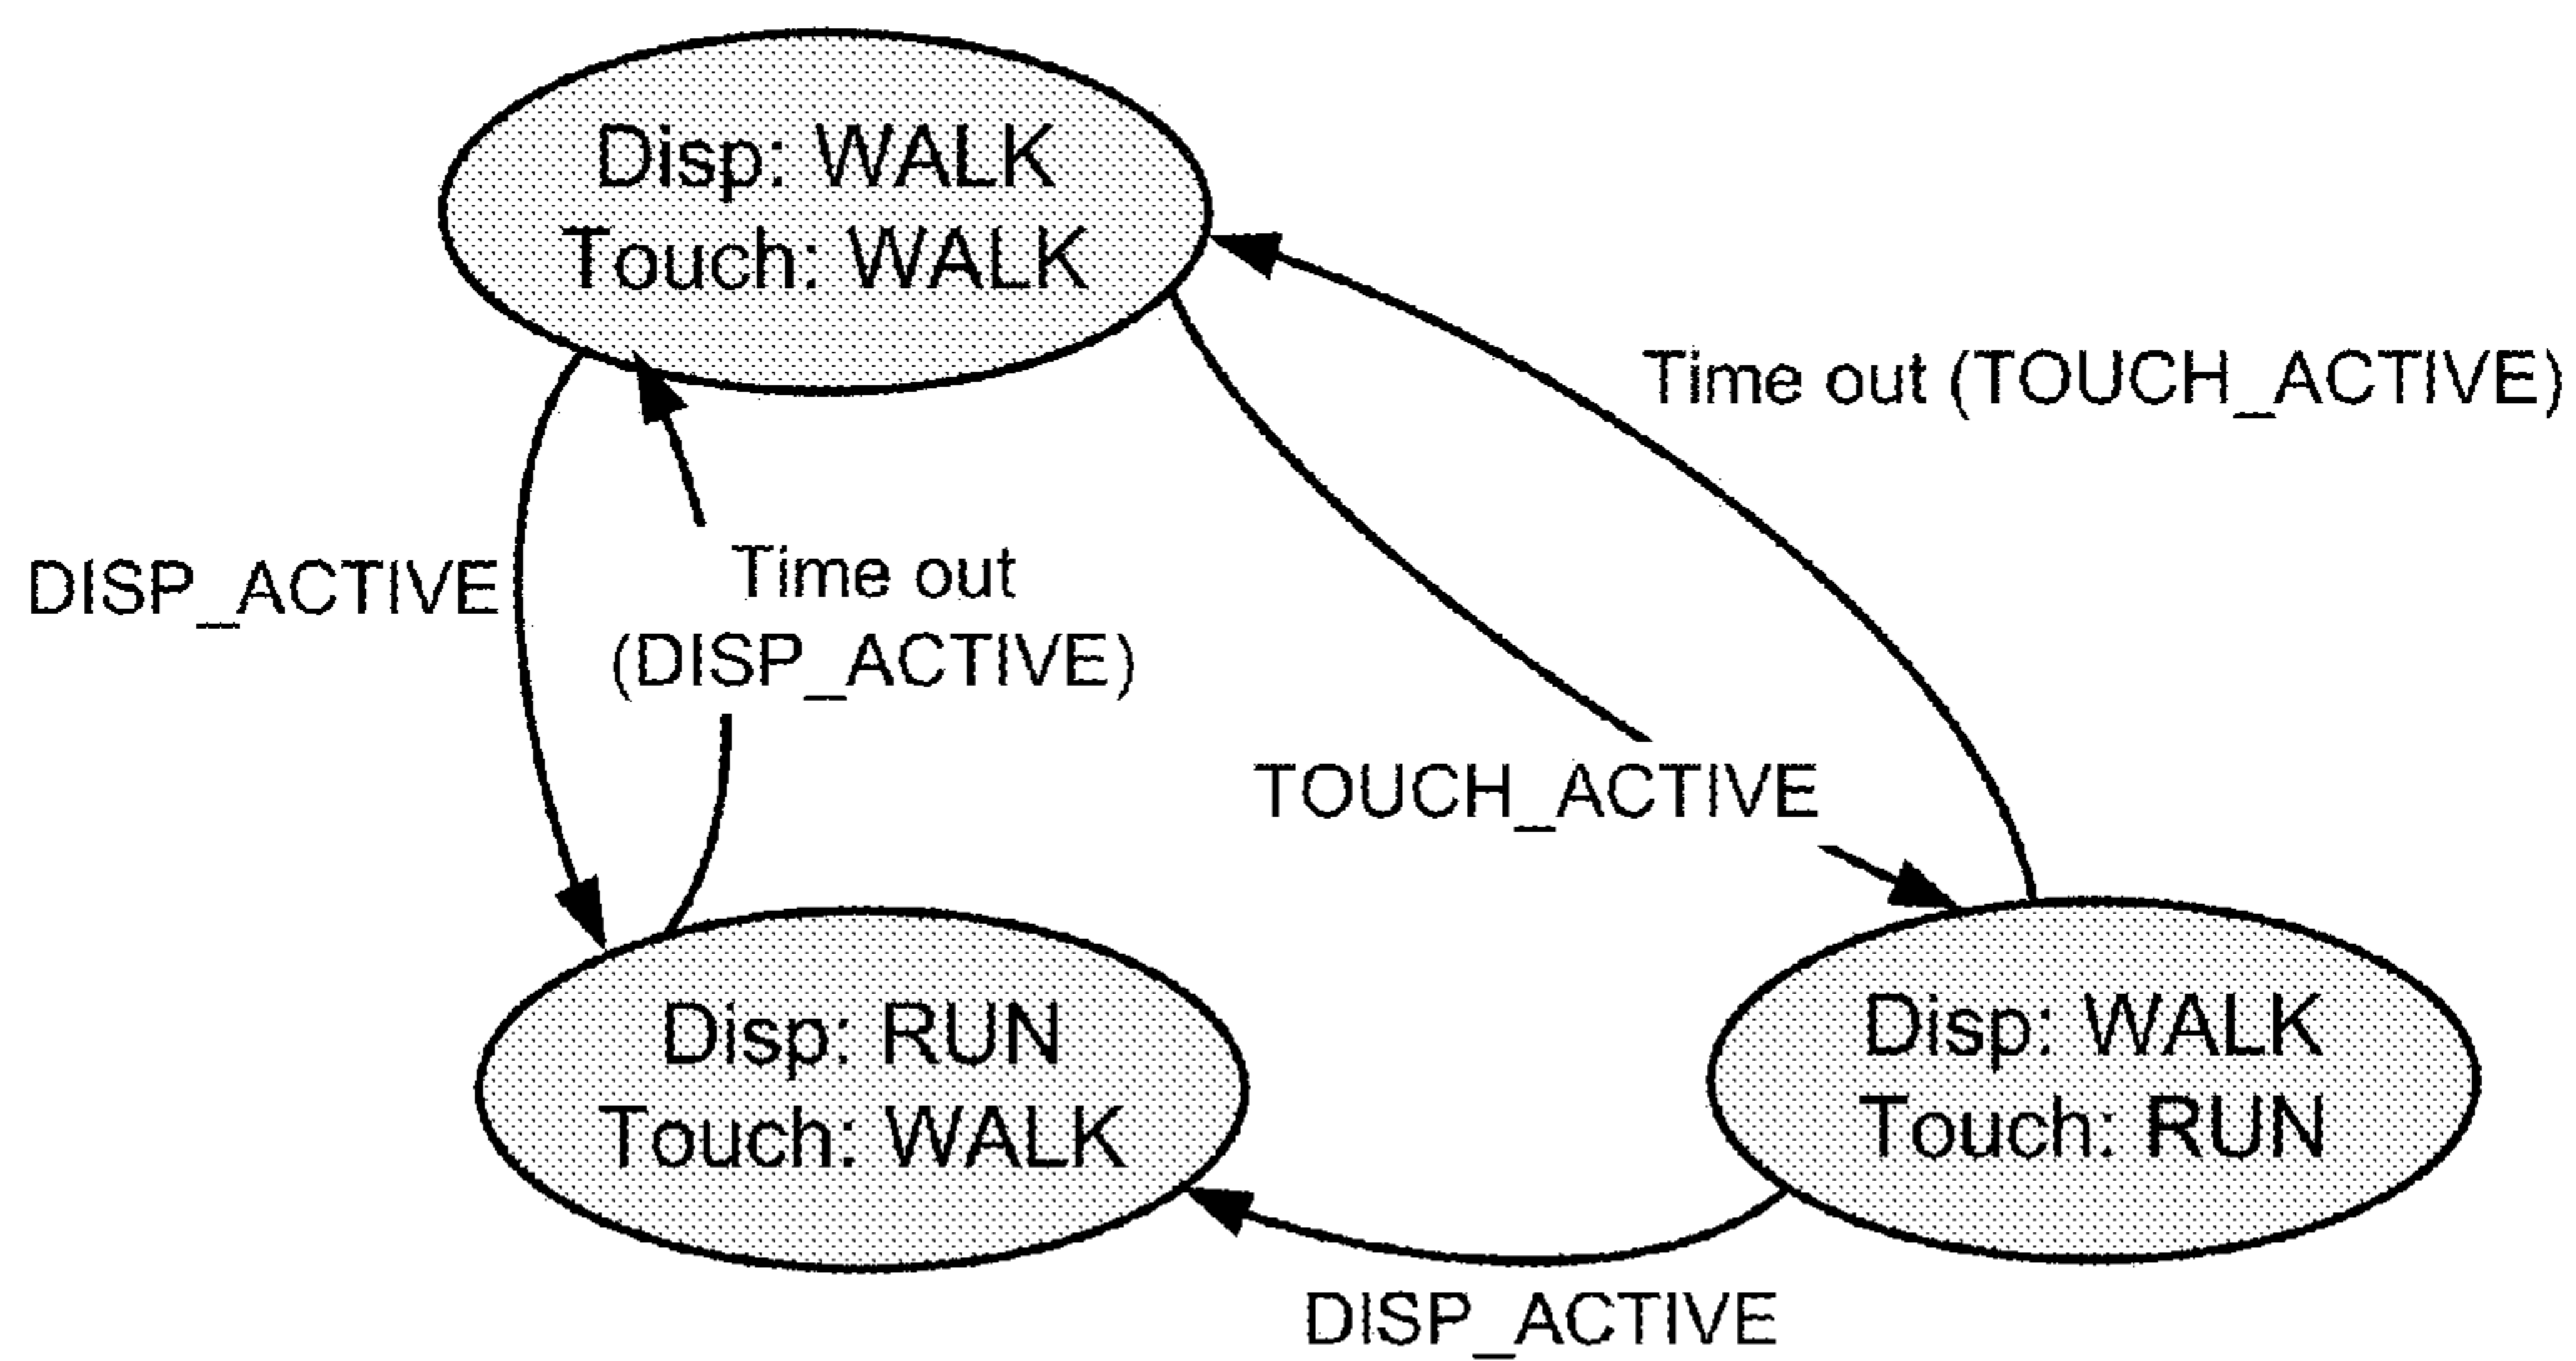 Disp: WALK
Touch: WALK
Time out (TOUCH_ACTIVE)
DISP_ACTIVE
Time out
(DISP_ACTIVE)
TOUCH_ACTIVE
Disp: RUN
Touch: WALK
Disp: WALK
Touch: RUN
DISP_ACTIVE